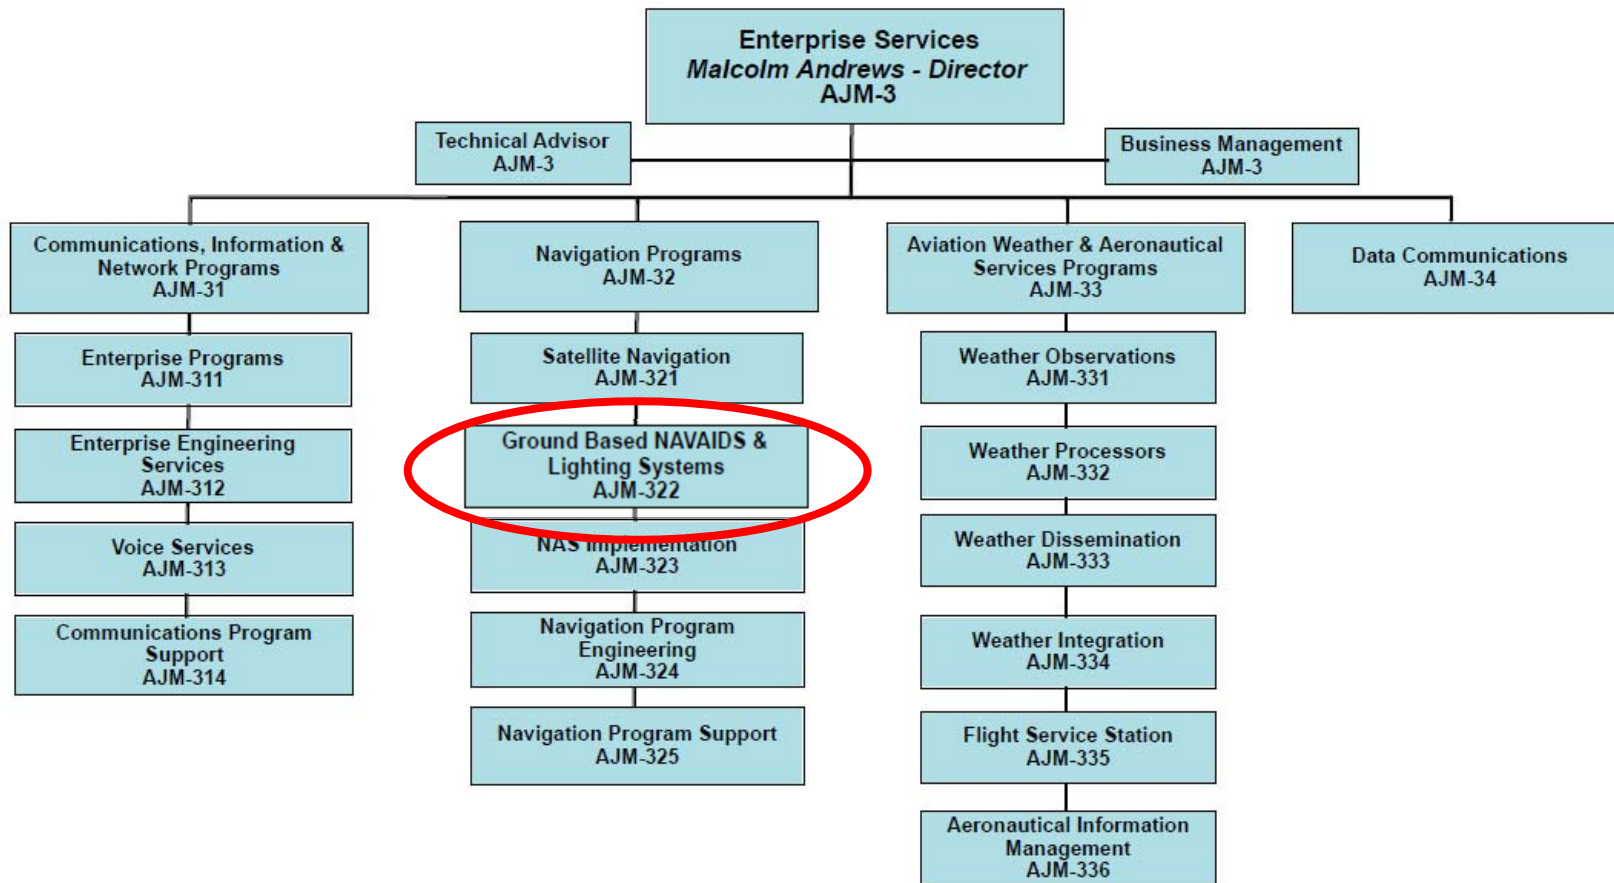 Enterprise Services
Malcolm Andrews - Director
AJM-3
Technical Advisor
AJM-3
Business Management
AJM-3
Communications, Information &
Network Programs
AJM-31
Navigation Programs
AJM-32
Aviation Weather & Aeronautical
Services Programs
AJM-33
Data Communications
AJM-34
Enterprise Programs
AJM-311
Enterprise Engineering
Services
AJM-312
Voice Services
AJM-313
Communications Program
Support
AJM-314
Satellite Navigation
AJM-321
Ground Based NAVAIDS &
Lighting Systems
AJM-322
NAS Implementation
AJM-323
Navigation Program
Engineering
AJM-324
Navigation Program Support
AJM-325
Weather Observations
AJM-331
Weather Processors
AJM-332
Weather Dissemination
AJM-333
Weather Integration
AJM-334
Flight Service Station
AJM-335
Aeronautical Information
Management
AJM-336